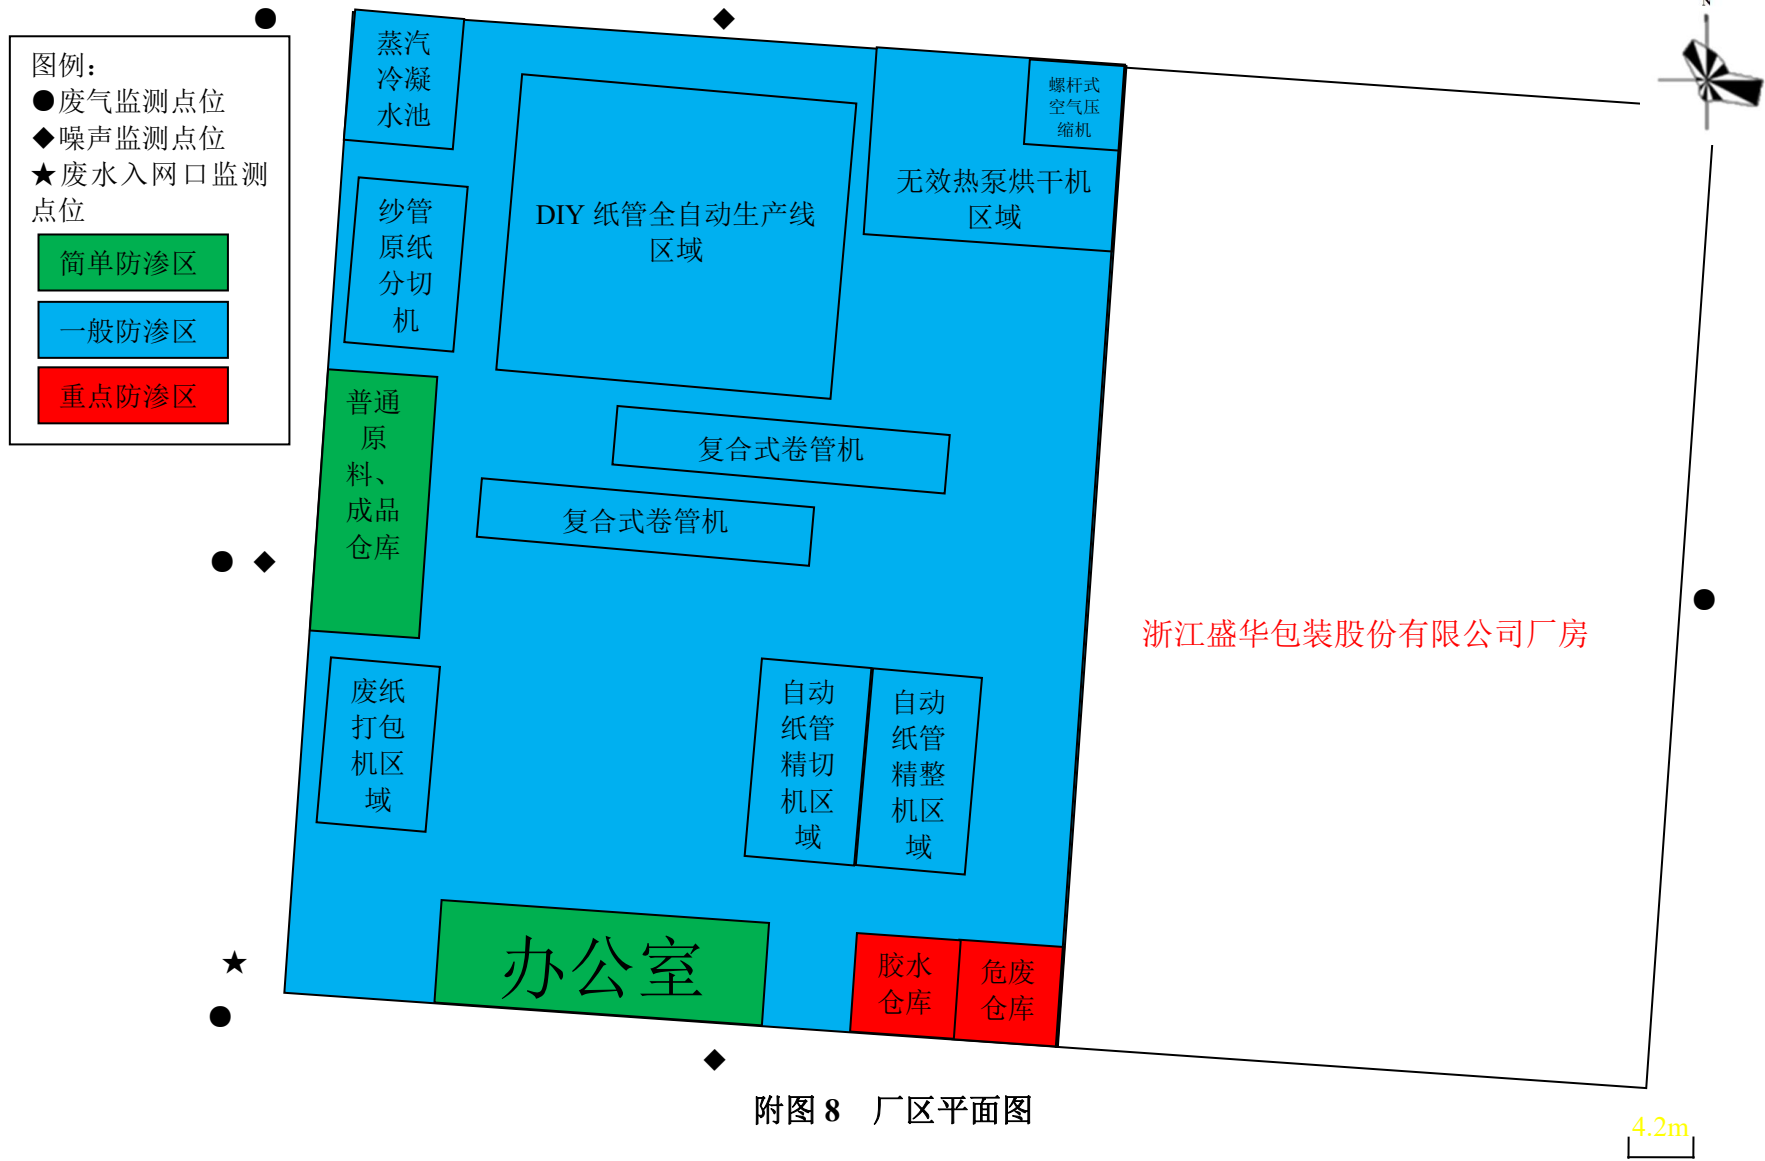 N
图例：
●废气监测点位
◆噪声监测点位
★废水入网口监测
点位
简单防渗区
一般防渗区
重点防渗区
蒸汽
冷凝
水池
纱管
原纸
分切
机
DIY 纸管全自动生产线
区域
螺杆式
空气压
缩机
无效热泵烘干机
区域
普通
原
料、
成品
仓库
复合式卷管机
复合式卷管机
浙江盛华包装股份有限公司厂房
废纸
打包
机区
域
自动
纸管
精切
机区
域
自动
纸管
精整
机区
域
办公室
胶水
仓库
危废
仓库
附图 8 厂区平面图
4.2m